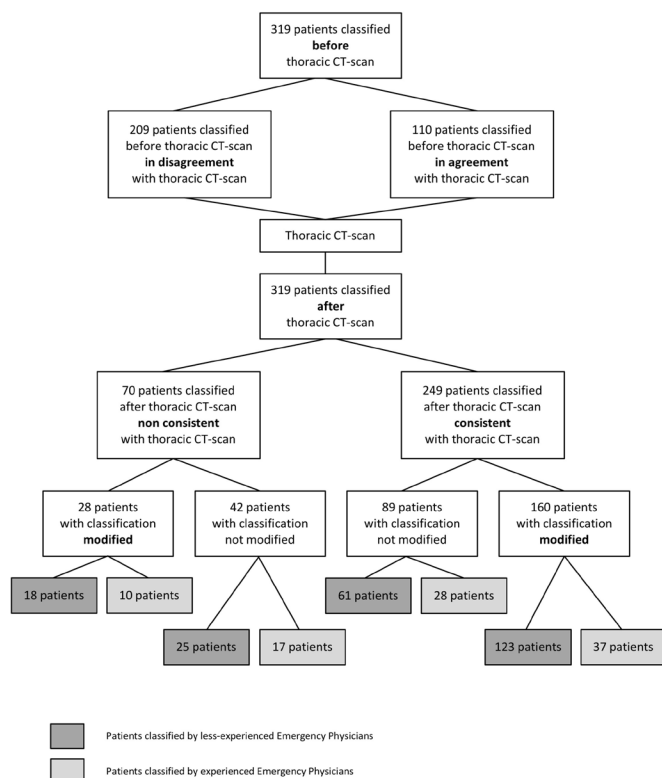 319 patients classified
before
thoracic CT-scan
209 patients classified
before thoracic CT-scan
in disagreement
with thoracic CT-scan
110 patients classified
before thoracic CT-scan
in agreement
with thoracic CT-scan
Thoracic CT-scan
319 patients classified
after
thoracic CT-scan
70 patients classified
after thoracic CT-scan
non consistent
with thoracic CT-scan
249 patients classified
after thoracic CT-scan
consistent
with thoracic CT-scan
28 patients
with classification
modified
42 patients
with classification
not modified
89 patients
with classification
not modified
160 patients
with classification
modified
18 patients
10 patients
61 patients
28 patients
25 patients
17 patients
123 patients
37 patients
Patients classified by less-experienced Emergency Physicians
Patients classified by experienced Emergency Physicians